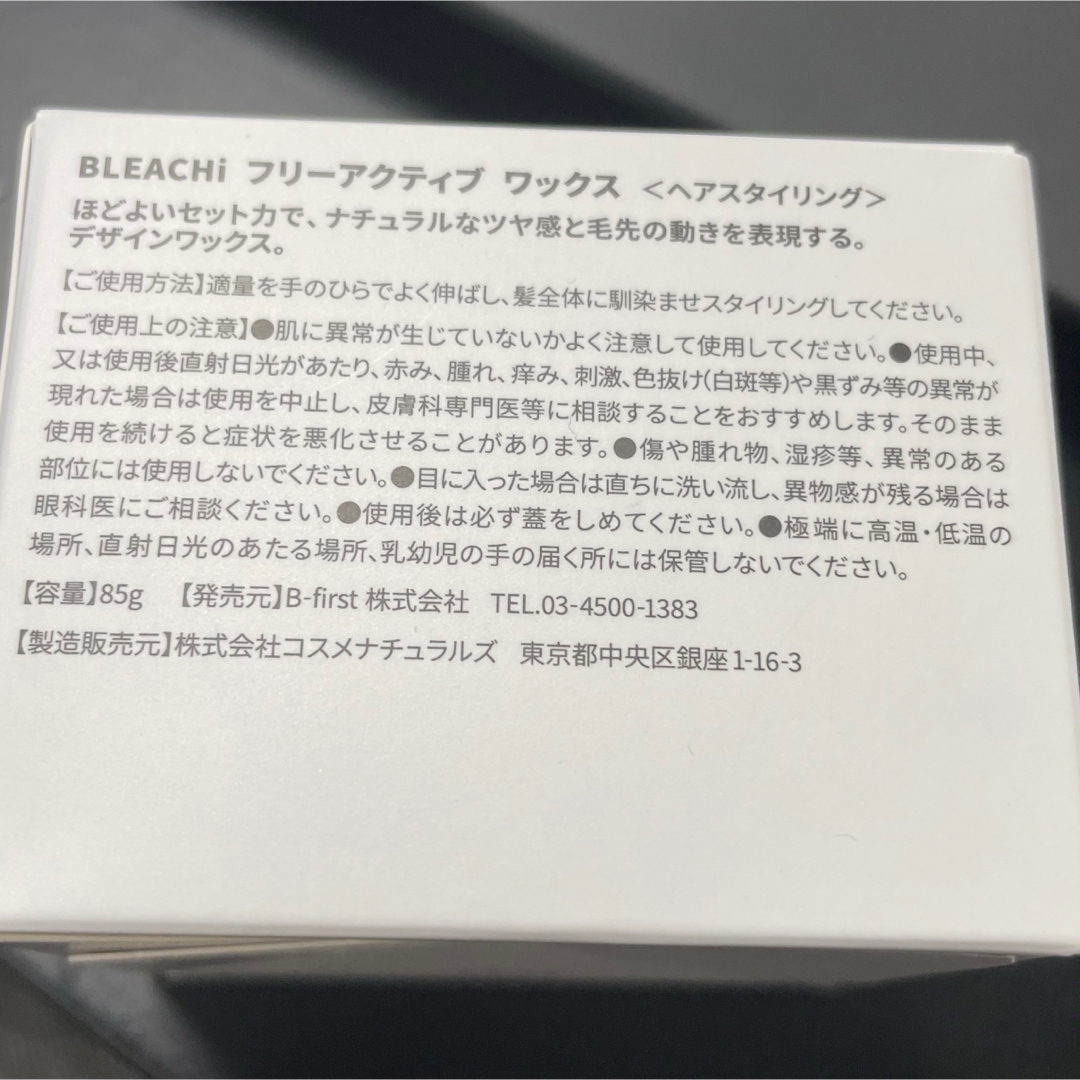 BLEACHi フリーアクティブ ワックス <ヘアスタイリング>
ほどよいセット力で、ナチュラルなツヤ感と毛先の動きを表現する。
デザインワックス。
【ご使用方法】適量を手のひらでよく伸ばし、髪全体に馴染ませスタイリングしてください。
【ご使用上の注意】●肌に異常が生じていないかよく注意して使用してください。●使用中、
又は使用後直射日光があたり、赤み、腫れ、痒み、刺激、色抜け(白斑等)や黒ずみ等の異常が
現れた場合は使用を中止し、皮膚科専門医等に相談することをおすすめします。そのまま
使用を続けると症状を悪化させることがあります。●傷や腫れ物、湿疹等、異常のある
部位には使用しないでください。●目に入った場合は直ちに洗い流し、異物感が残る場合は
眼科医にご相談ください。●使用後は必ず蓋をしめてください。●極端に高温・低温の
場所、直射日光のあたる場所、乳幼児の手の届く所には保管しないでください。
【容量】85g 【発売元】B-first 株式会社 TEL.03-4500-1383
【製造販売元】株式会社コスメナチュラルズ 東京都中央区銀座1-16-3